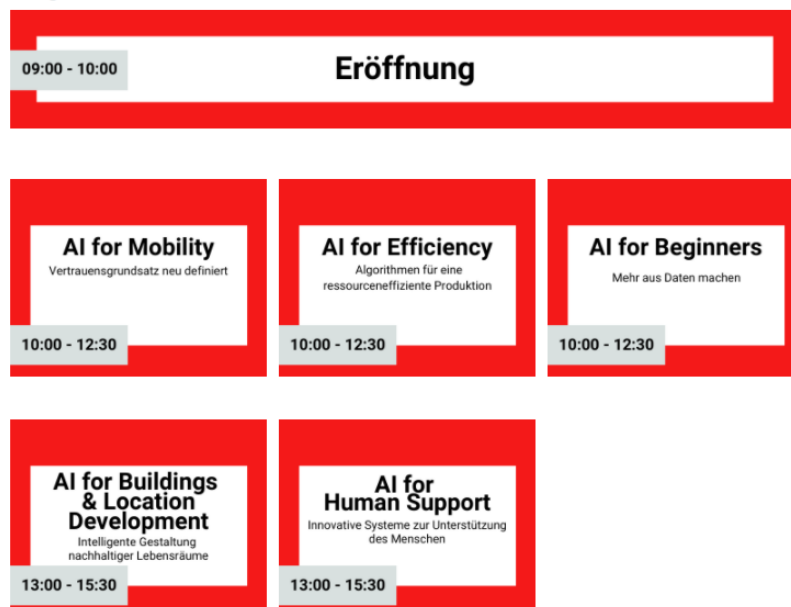 Eröffnung
09:00 - 10:00
AI for Mobility
Vertrauensgrundsatz neu definiert
10:00 - 12:30
AI for Efficiency
Algorithmen für eine
ressourceneffiziente Produktion
10:00 - 12:30
AI for Beginners
Mehr aus Daten machen
10:00 - 12:30
AI for Buildings
& Location
Development
Intelligente Gestaltung
nachhaltiger Lebensräume
13:00 - 15:30
AI for
Human Support
Innovative Systeme zur Unterstützung
des Menschen
13:00 - 15:30